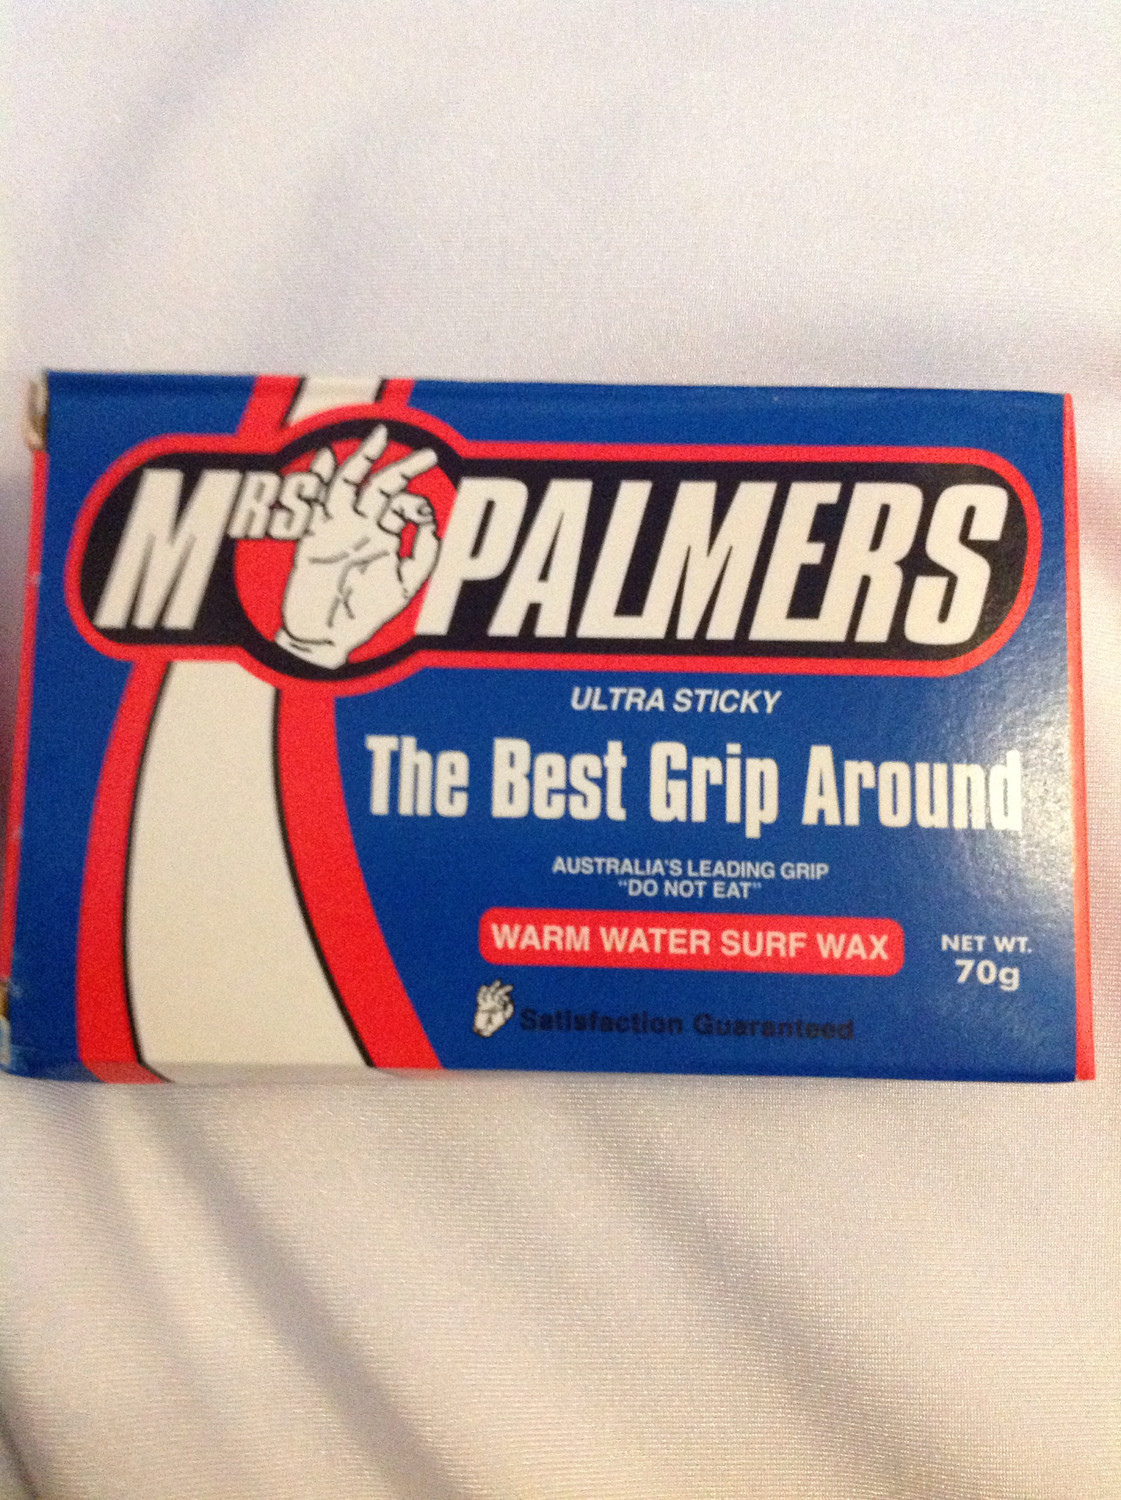 MRS PALMERS
ULTRA STICKY
The Best Grip Around
AUSTRALIA'S LEADING GRIP
"DO NOT EAT"
WARM WATER SURF WAX
NET WT.
70g
Satisfaction Guaranteed